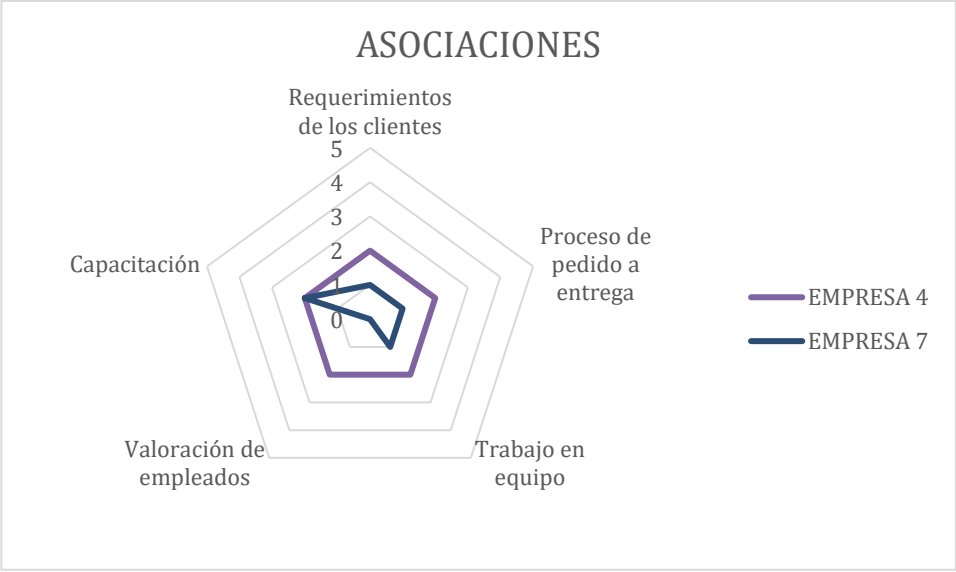 ASOCIACIONES
Requerimientos
de los clientes
5
4
3
2
1
0
Proceso de
pedido a
entrega
Trabajo en
equipo
Valoración de
empleados
Capacitación
EMPRESA 4
EMPRESA 7